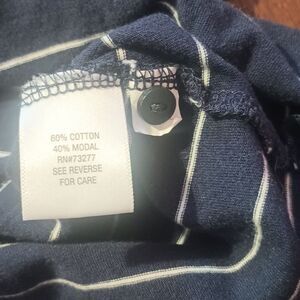 60% COTTON
40% MODAL
RN#73277
SEE REVERSE
FOR CARE